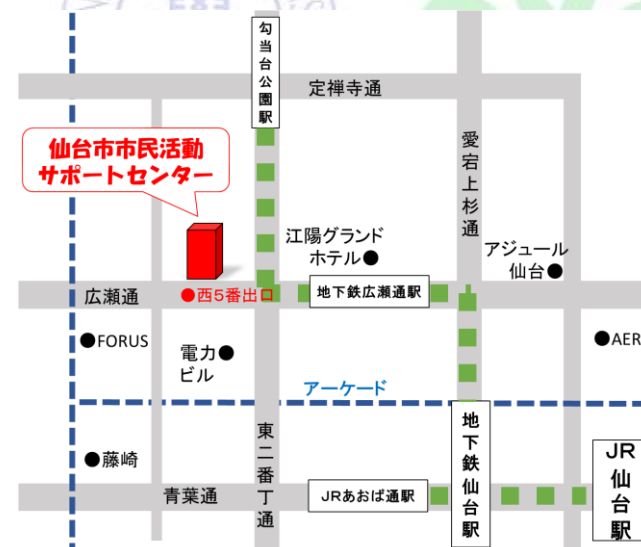 勾当台公園駅
定禅寺通
愛宕上杉通
仙台市市民活動
サポートセンター
江陽グランド
ホテル●
アジュール
仙台●
広瀬通
●西5番出口
地下鉄広瀬通駅
●FORUS
電力●
ビル
●AER
アーケード
●藤崎
東二番丁通
地下鉄仙台駅
JR
仙台駅
青葉通
JRあおば通駅